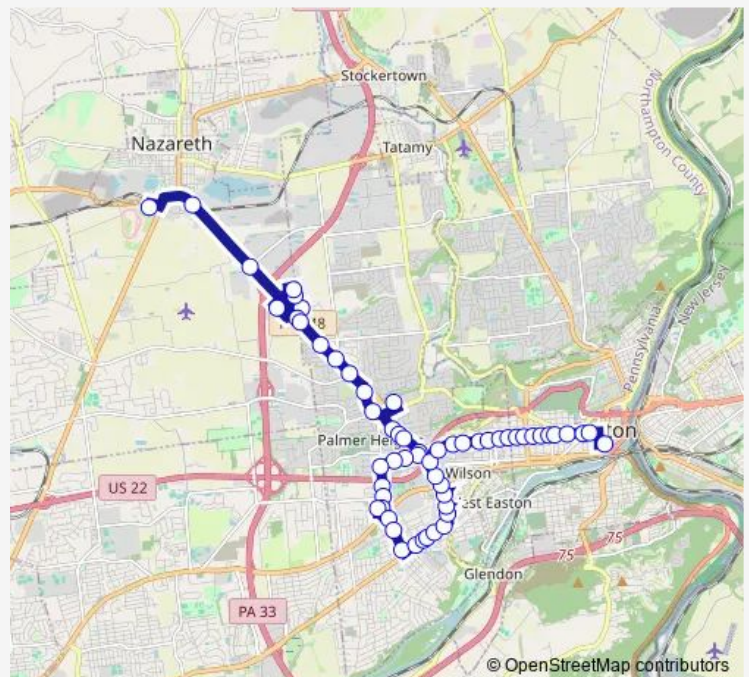 Stockertown
Northampton County
Nazareth
Tatamy
New Jersey
48
Pennsylvania
Palmer
ton
US 22
Wilson
est Easton
75
75
Glendon
PA 33
© OpenStreetMap contributors